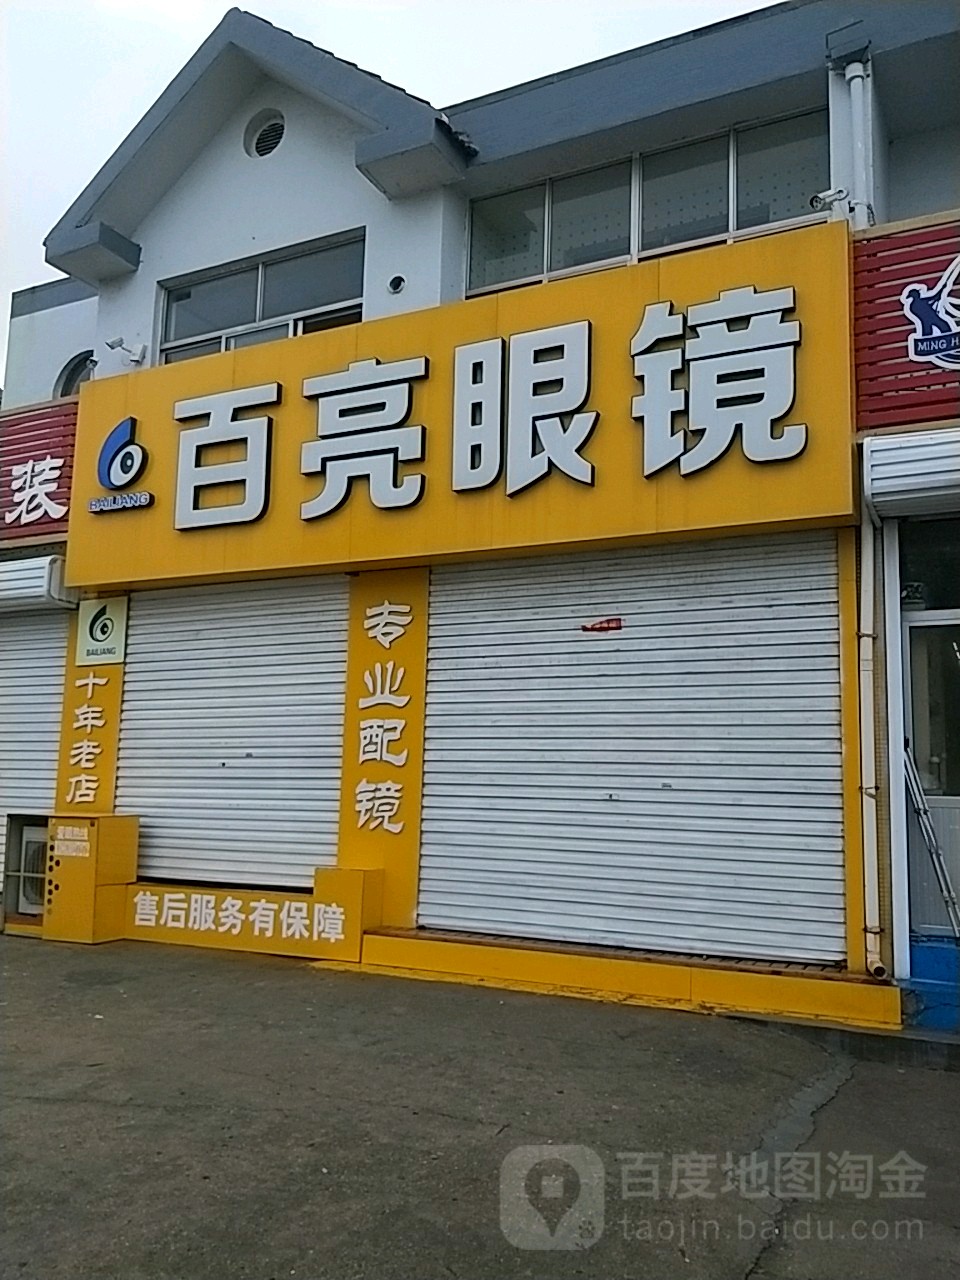 百亮眼镜
BAILIANG
装
MING H
BAILIANG
十年老店
专业配镜
售后服务有保障
百度地图淘金
taojin.baidu.com